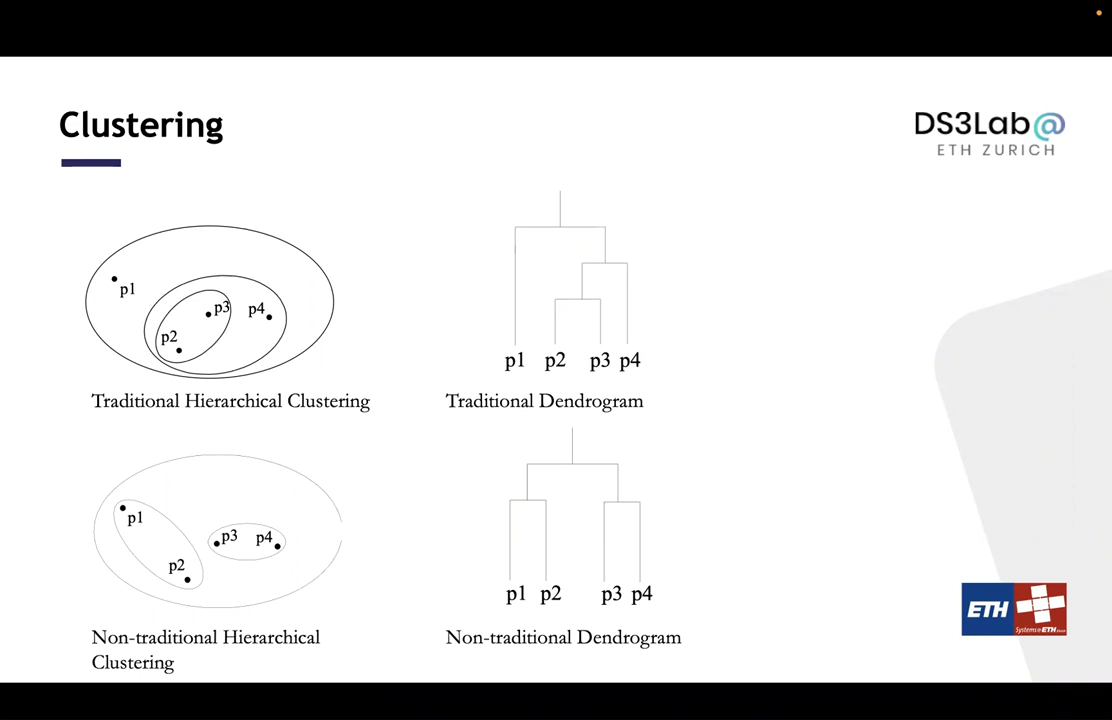 Clustering
DS3Lab@
ETH ZURICH
p1
p3
p4
p2
p1 p2 p3 p4
Traditional Hierarchical Clustering
Traditional Dendrogram
p1
p3
p4
p2
p1 p2 p3 p4
Non-traditional Hierarchical
Clustering
Non-traditional Dendrogram
ETH
Systems@ETH